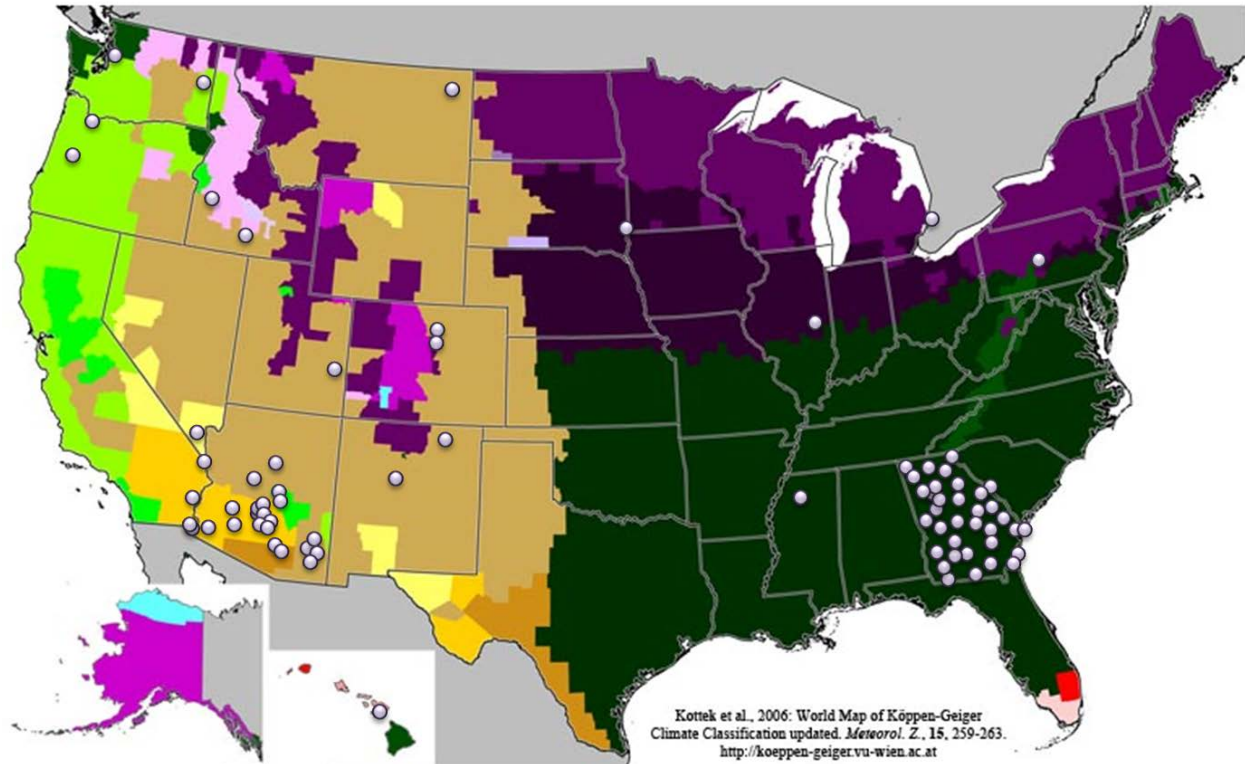 Kottek et al., 2006: World Map of Köppen-Geiger
Climate Classification updated. Meteorol. Z., 15, 259-263.
http://koeppen-geiger.vu-wien.ac.at